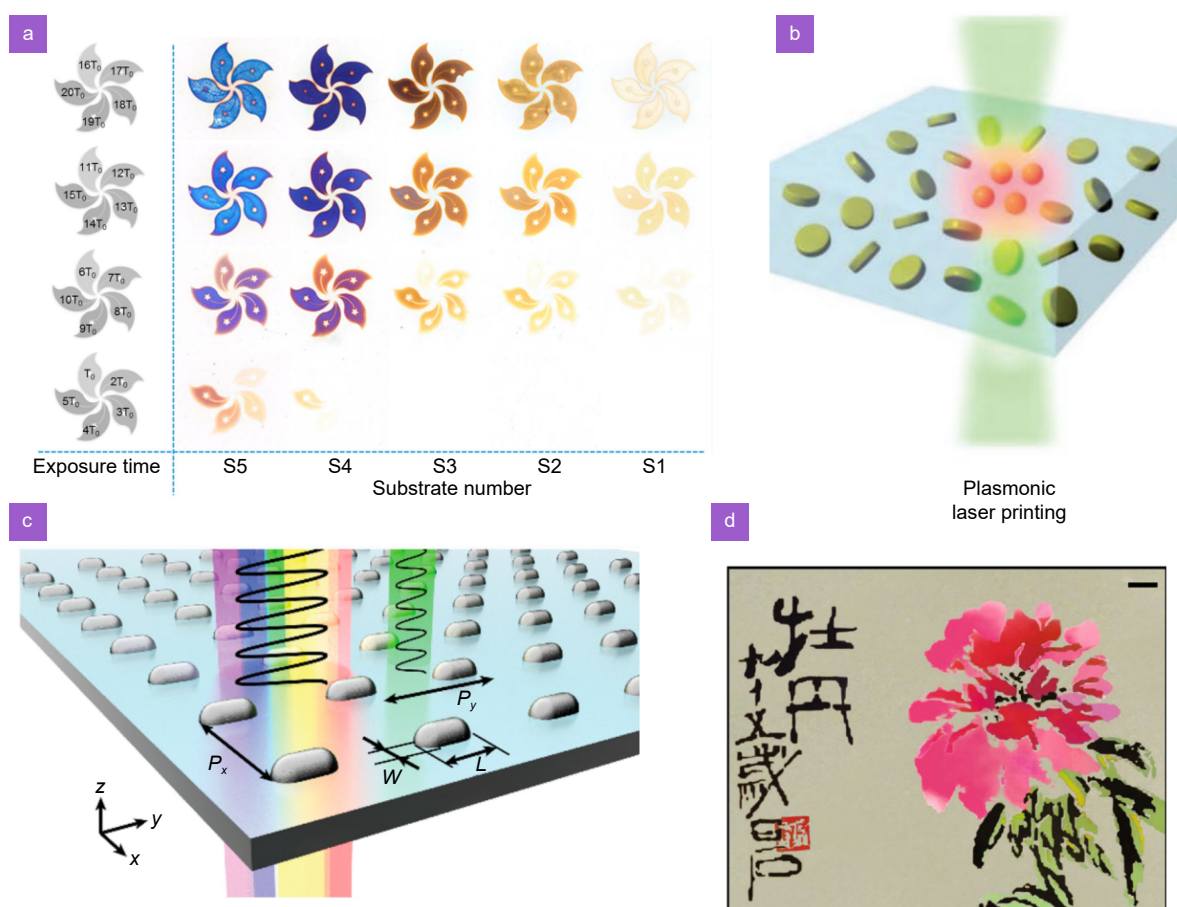 a
16T₀
17T₀
18T₀
19T₀
20T₀
11T₀
12T₀
13T₀
14T₀
15T₀
6T₀
7T₀
8T₀
9T₀
10T₀
T₀
2T₀
3T₀
4T₀
5T₀
Exposure time
S5 S4 S3 S2 S1
Substrate number
b
Plasmonic
laser printing
c
Pₓ
P_y
W
L
z
y
x
d
牡丹